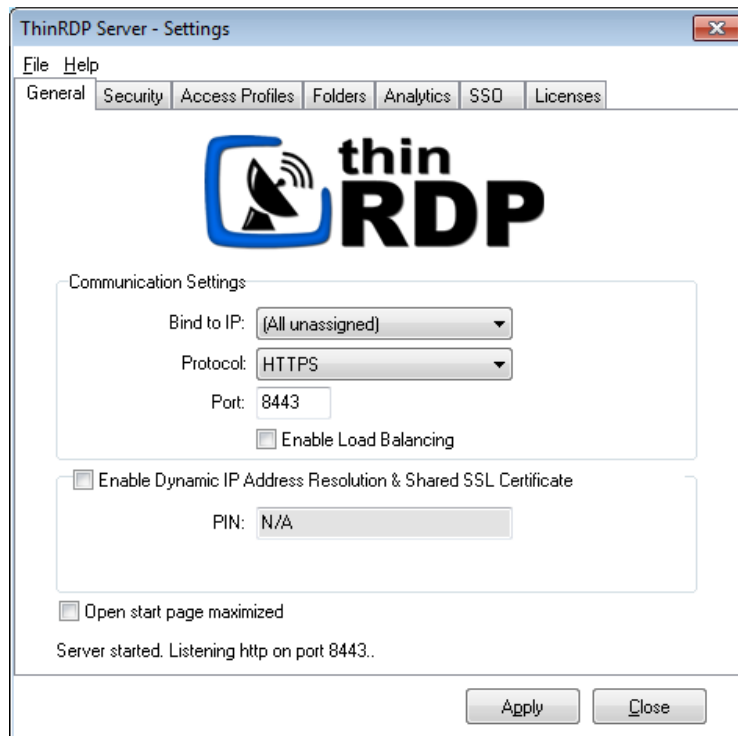 ThinRDP Server - Settings
File Help
General Security Access Profiles Folders Analytics SSO Licenses
thin
RDP
Communication Settings
Bind to IP: (All unassigned)
Protocol: HTTPS
Port: 8443
Enable Load Balancing
Enable Dynamic IP Address Resolution & Shared SSL Certificate
PIN: N/A
Open start page maximized
Server started. Listening http on port 8443..
Apply Close